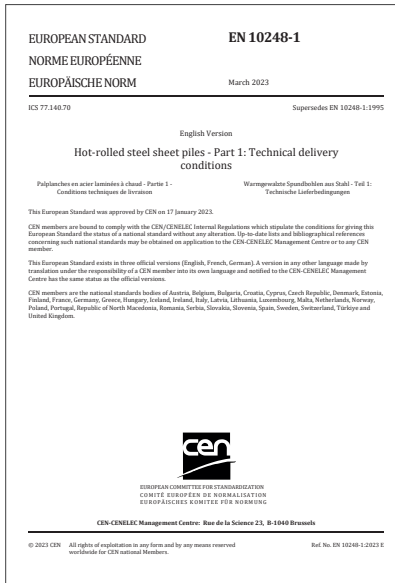 EUROPEAN STANDARD
NORME EUROPÉENNE
EUROPÄISCHE NORM
EN 10248-1
March 2023
ICS 77.140.70
Supersedes EN 10248-1:1995
English Version
Hot-rolled steel sheet piles - Part 1: Technical delivery
conditions
Palplanches en acier laminées à chaud - Partie 1 -
Conditions techniques de livraison
Warmgewalzte Spundbohlen aus Stahl - Teil 1:
Technische Lieferbedingungen
This European Standard was approved by CEN on 17 January 2023.
CEN members are bound to comply with the CEN/CENELEC Internal Regulations which stipulate the conditions for giving this
European Standard the status of a national standard without any alteration. Up-to-date lists and bibliographical references
concerning such national standards may be obtained on application to the CEN-CENELEC Management Centre or to any CEN
member.
This European Standard exists in three official versions (English, French, German). A version in any other language made by
translation under the responsibility of a CEN member into its own language and notified to the CEN-CENELEC Management
Centre has the same status as the official versions.
CEN members are the national standards bodies of Austria, Belgium, Bulgaria, Croatia, Cyprus, Czech Republic, Denmark, Estonia,
Finland, France, Germany, Greece, Hungary, Iceland, Ireland, Italy, Latvia, Lithuania, Luxembourg, Malta, Netherlands, Norway,
Poland, Portugal, Republic of North Macedonia, Romania, Serbia, Slovakia, Slovenia, Spain, Sweden, Switzerland, Türkiye and
United Kingdom.
cen
EUROPEAN COMMITTEE FOR STANDARDIZATION
COMITÉ EUROPÉEN DE NORMALISATION
EUROPÄISCHES KOMITEE FÜR NORMUNG
CEN-CENELEC Management Centre: Rue de la Science 23, B-1040 Brussels
© 2023 CEN All rights of exploitation in any form and by any means reserved
worldwide for CEN national Members.
Ref. No. EN 10248-1:2023 E